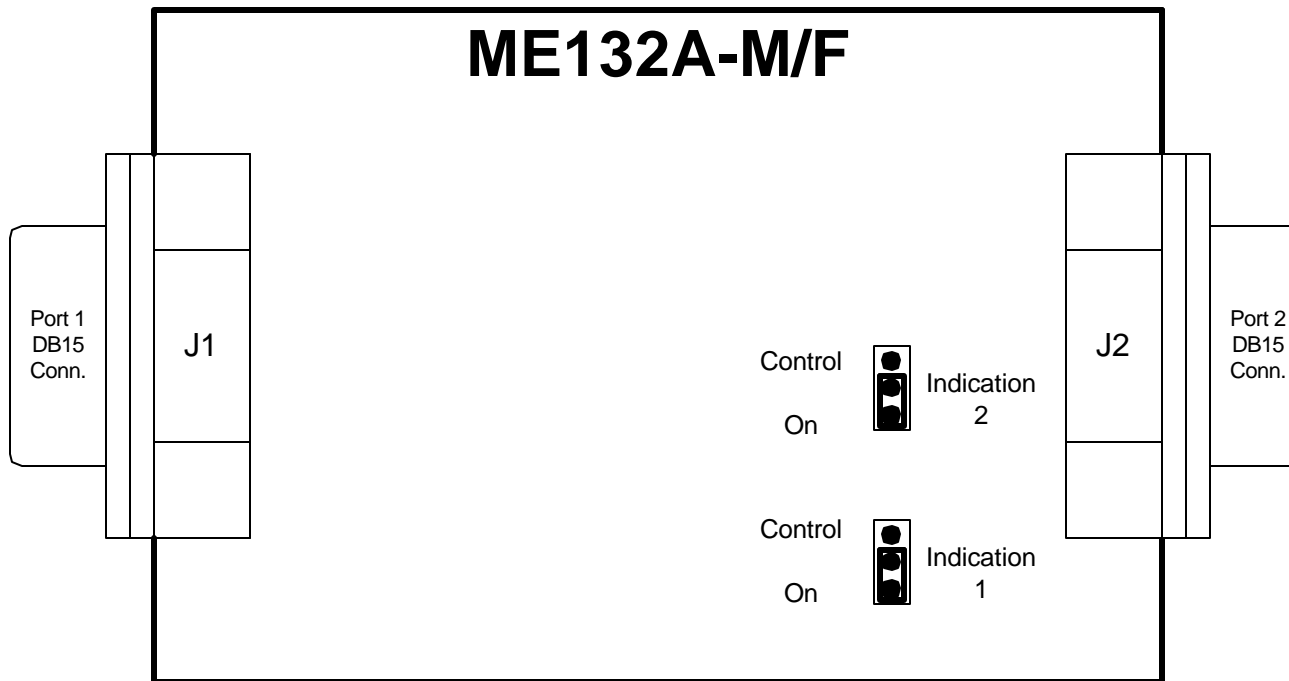 ME132A-M/F
Port 1
DB15
Conn.
J1
J2
Port 2
DB15
Conn.
Control
On
Indication
2
Control
On
Indication
1